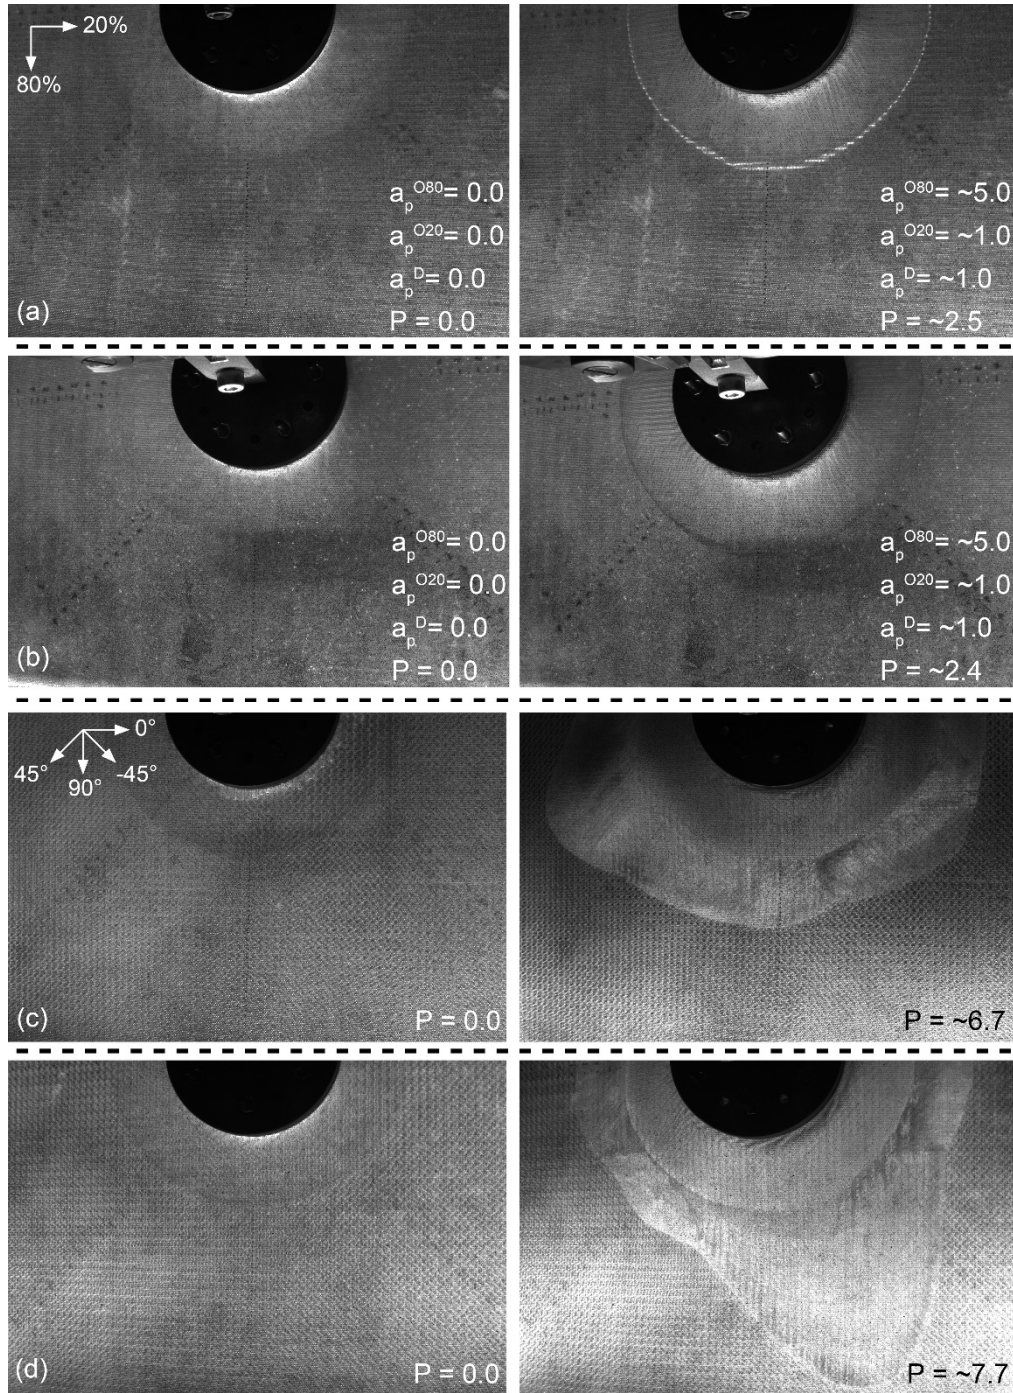 20%
80%
a_p^O80= 0.0
a_p^O20= 0.0
a_p^D= 0.0
P = 0.0
(a)
a_p^O80= ~5.0
a_p^O20= ~1.0
a_p^D= ~1.0
P = ~2.5
a_p^O80= 0.0
a_p^O20= 0.0
a_p^D= 0.0
P = 0.0
(b)
a_p^O80= ~5.0
a_p^O20= ~1.0
a_p^D= ~1.0
P = ~2.4
0°
45°
-45°
90°
(c)
P = 0.0
P = ~6.7
(d)
P = 0.0
P = ~7.7